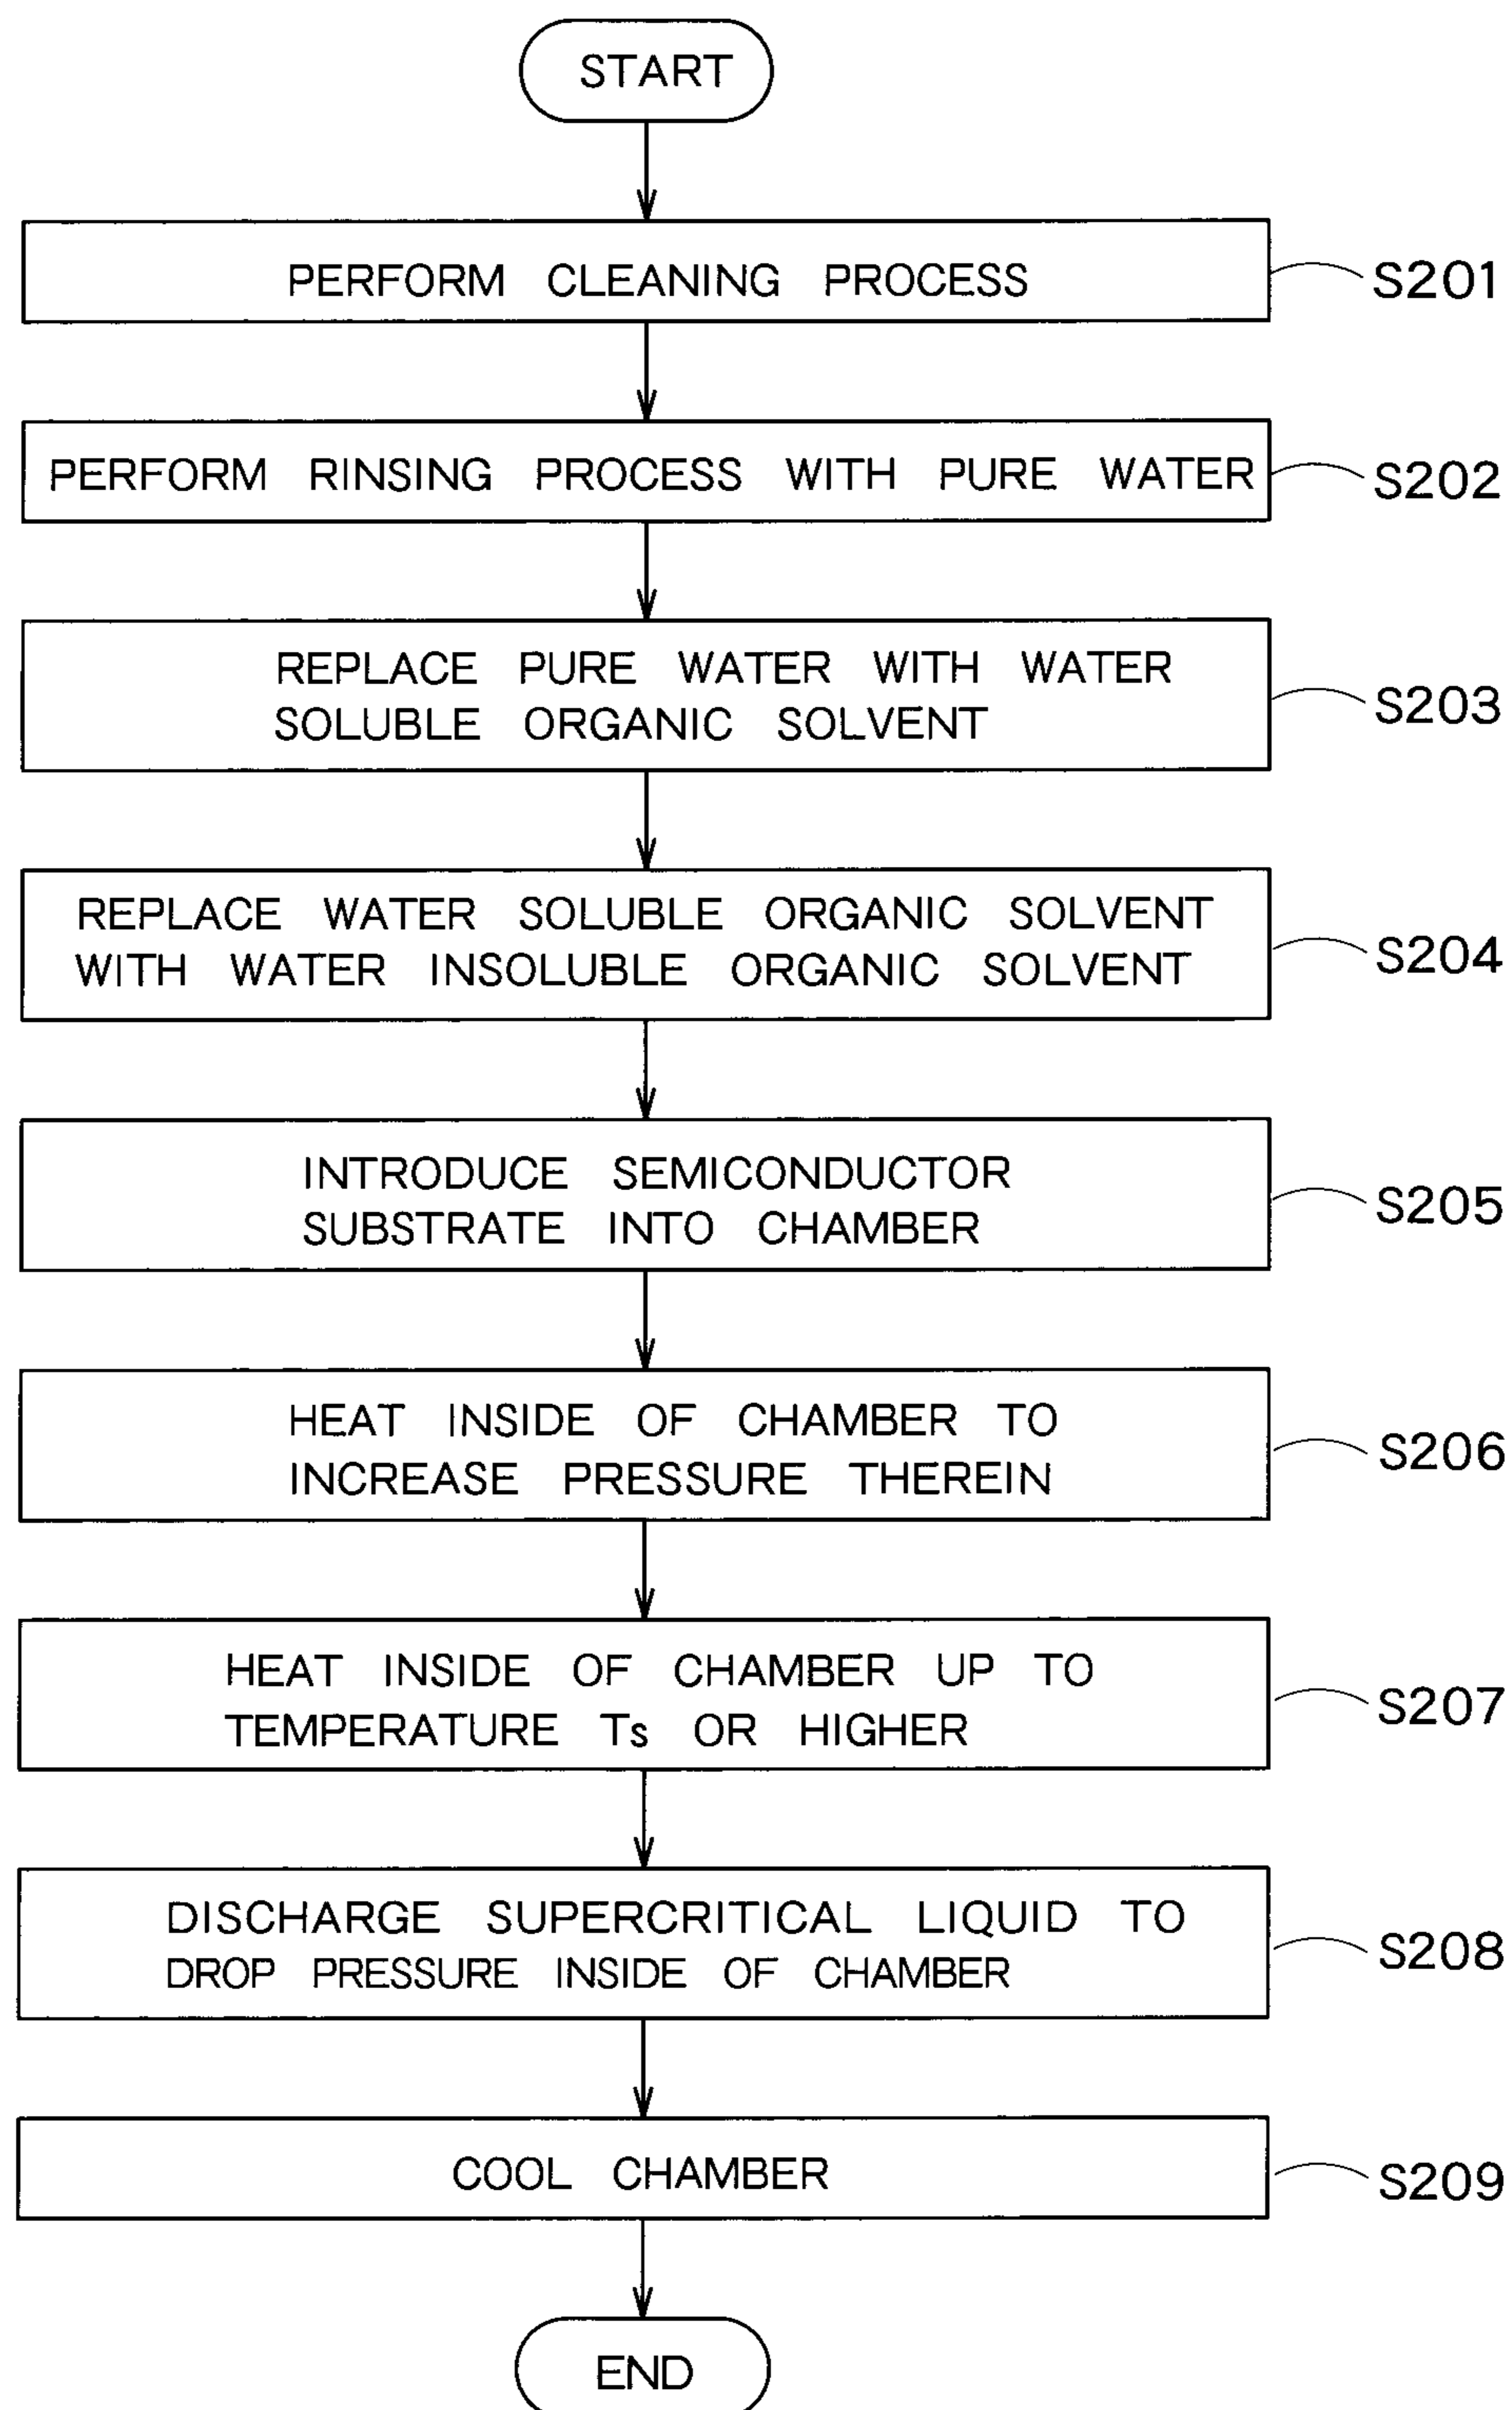 START
PERFORM CLEANING PROCESS
S201
PERFORM RINSING PROCESS WITH PURE WATER
S202
REPLACE PURE WATER WITH WATER
SOLUBLE ORGANIC SOLVENT
S203
REPLACE WATER SOLUBLE ORGANIC SOLVENT
WITH WATER INSOLUBLE ORGANIC SOLVENT
S204
INTRODUCE SEMICONDUCTOR
SUBSTRATE INTO CHAMBER
S205
HEAT INSIDE OF CHAMBER TO
INCREASE PRESSURE THEREIN
S206
HEAT INSIDE OF CHAMBER UP TO
TEMPERATURE Ts OR HIGHER
S207
DISCHARGE SUPERCRITICAL LIQUID TO
DROP PRESSURE INSIDE OF CHAMBER
S208
COOL CHAMBER
S209
END